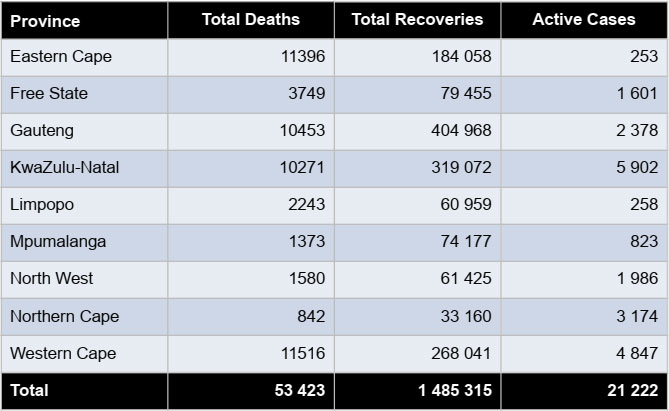 Province Total Deaths Total Recoveries Active Cases
Eastern Cape 11396 184 058 253
Free State 3749 79 455 1 601
Gauteng 10453 404 968 2 378
KwaZulu-Natal 10271 319 072 5 902
Limpopo 2243 60 959 258
Mpumalanga 1373 74 177 823
North West 1580 61 425 1 986
Northern Cape 842 33 160 3 174
Western Cape 11516 268 041 4 847
Total 53 423 1 485 315 21 222